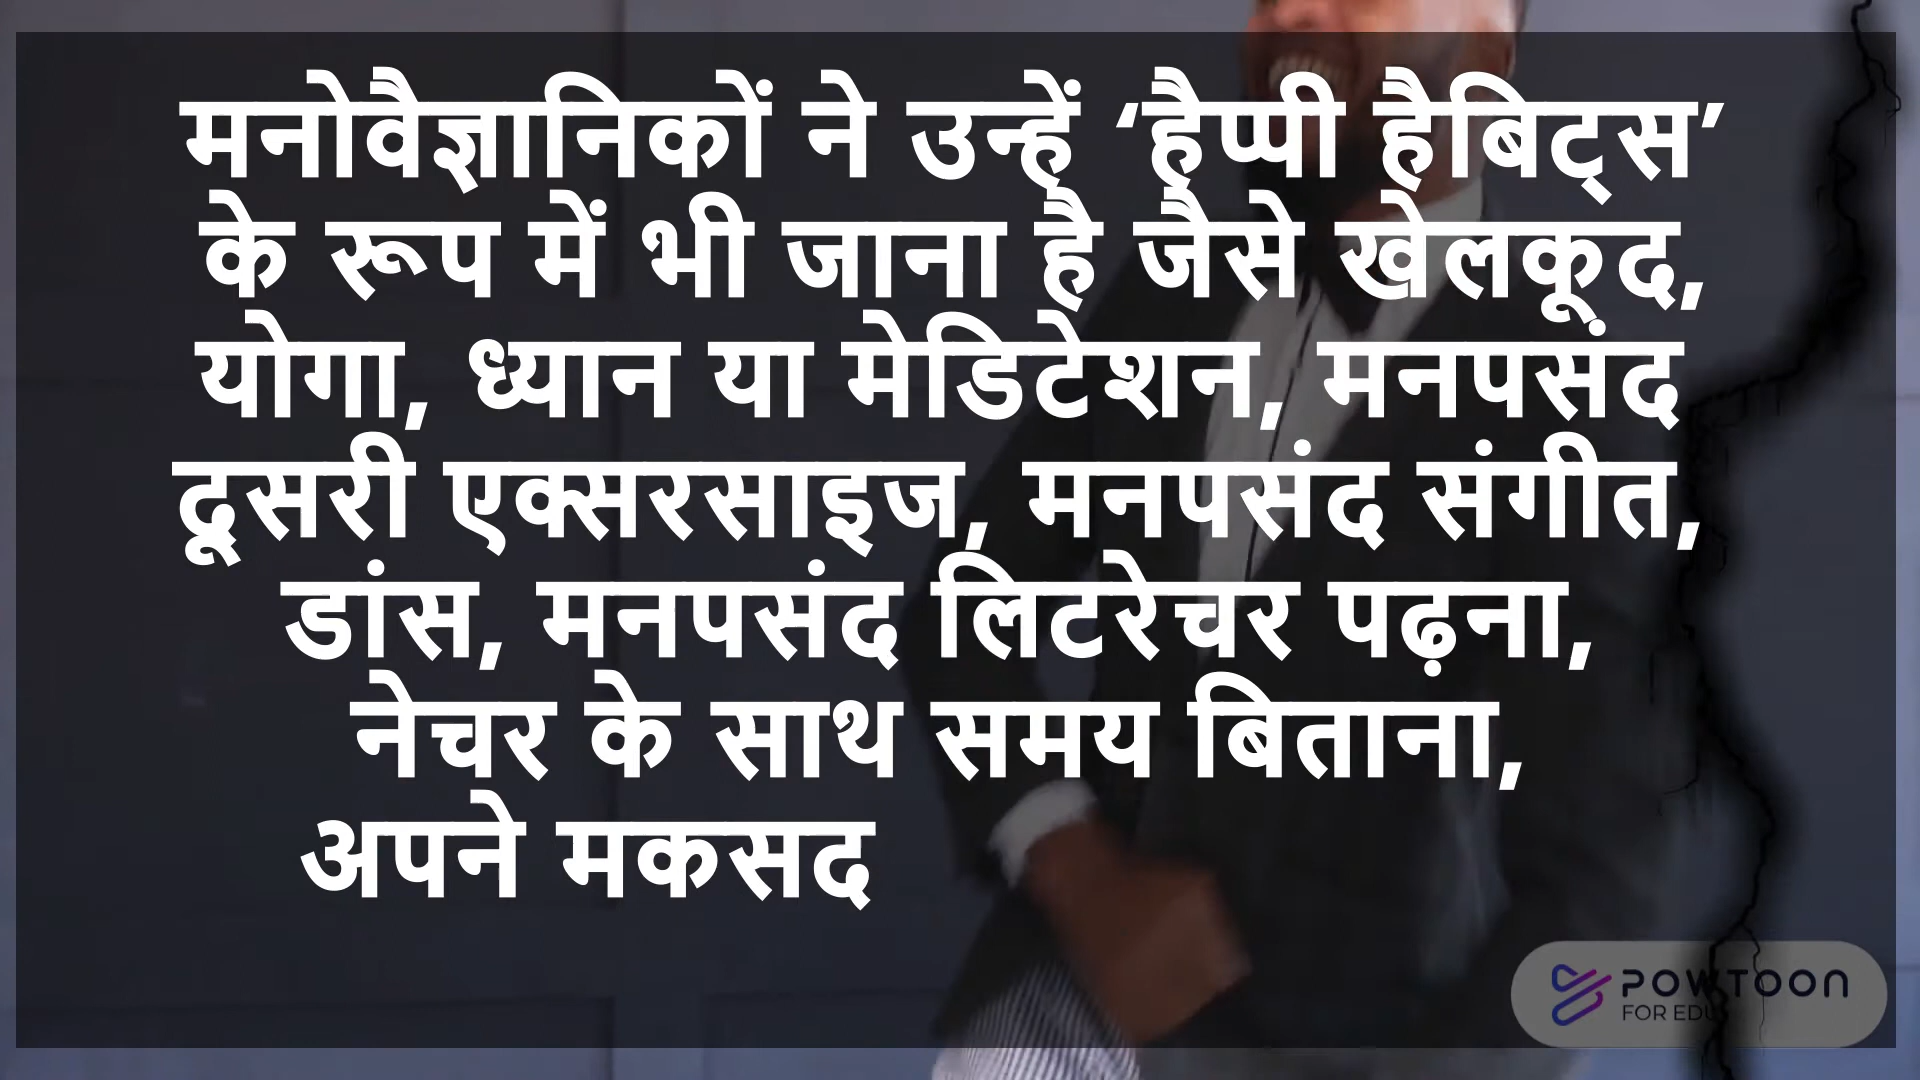 मनोवैज्ञानिकों ने उन्हें ‘हैप्पी हैबिट्स’
के रूप में भी जाना है जैसे खेलकूद,
योगा, ध्यान या मेडिटेशन, मनपसंद
दूसरी एक्सरसाइज, मनपसंद संगीत,
डांस, मनपसंद लिटरेचर पढ़ना,
नेचर के साथ समय बिताना,
अपने मकसद
POWTOON
FOR EDU